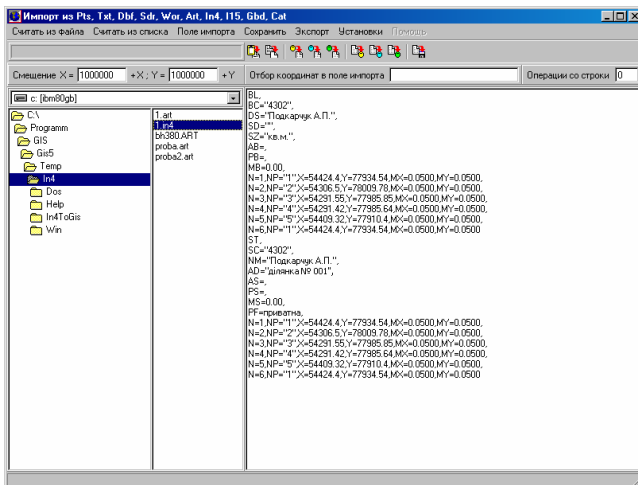 Импорт из Pts, Txt, Dbf, Sdr, Wor, Art, In4, I15, Gbd, Cat
Считать из файла Считать из списка Поле импорта Сохранить Экспорт Установки Помощь
Смешение X = 1000000 +X ; Y = 1000000 +Y Отбор координат в поле импорта Операции со строки 0
c: [ibm80gb]
C:\
Programm
GIS
Gis5
Temp
In4
Dos
Help
In4ToGis
Win
1.art
1.in4
bh380.ART
proba.art
proba2.art
BL,
BC="4302",
DS="Подкарчук А.П.",
SD="",
SZ="кв.м.",
AB=,
PB=,
MB=0.00,
N=1,NP="1",X=54424.4,Y=77934.54,MX=0.0500,MY=0.0500,
N=2,NP="2",X=54306.5,Y=78009.78,MX=0.0500,MY=0.0500,
N=3,NP="3",X=54291.55,Y=77985.85,MX=0.0500,MY=0.0500,
N=4,NP="4",X=54291.42,Y=77985.64,MX=0.0500,MY=0.0500,
N=5,NP="5",X=54409.32,Y=77910.4,MX=0.0500,MY=0.0500,
N=6,NP="1",X=54424.4,Y=77934.54,MX=0.0500,MY=0.0500
ST,
SC="4302",
NM="Подкарчук А.П.",
AD="ділянка № 001",
AS=,
PS=,
MS=0.00,
PF=приватна,
N=1,NP="1",X=54424.4,Y=77934.54,MX=0.0500,MY=0.0500,
N=2,NP="2",X=54306.5,Y=78009.78,MX=0.0500,MY=0.0500,
N=3,NP="3",X=54291.55,Y=77985.85,MX=0.0500,MY=0.0500,
N=4,NP="4",X=54291.42,Y=77985.64,MX=0.0500,MY=0.0500,
N=5,NP="5",X=54409.32,Y=77910.4,MX=0.0500,MY=0.0500,
N=6,NP="1",X=54424.4,Y=77934.54,MX=0.0500,MY=0.0500